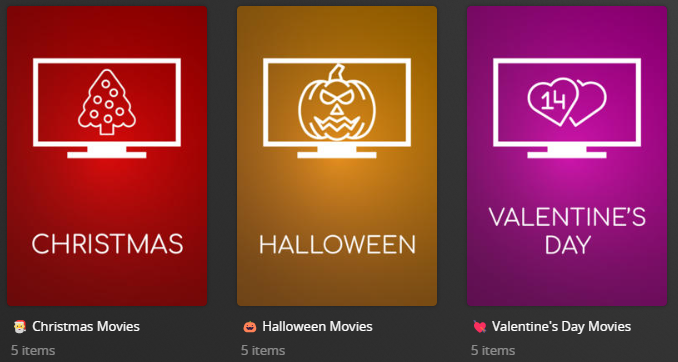 CHRISTMAS
HALLOWEEN
14
VALENTINE'S
DAY
🎅 Christmas Movies
5 items
🎃 Halloween Movies
5 items
💘 Valentine's Day Movies
5 items